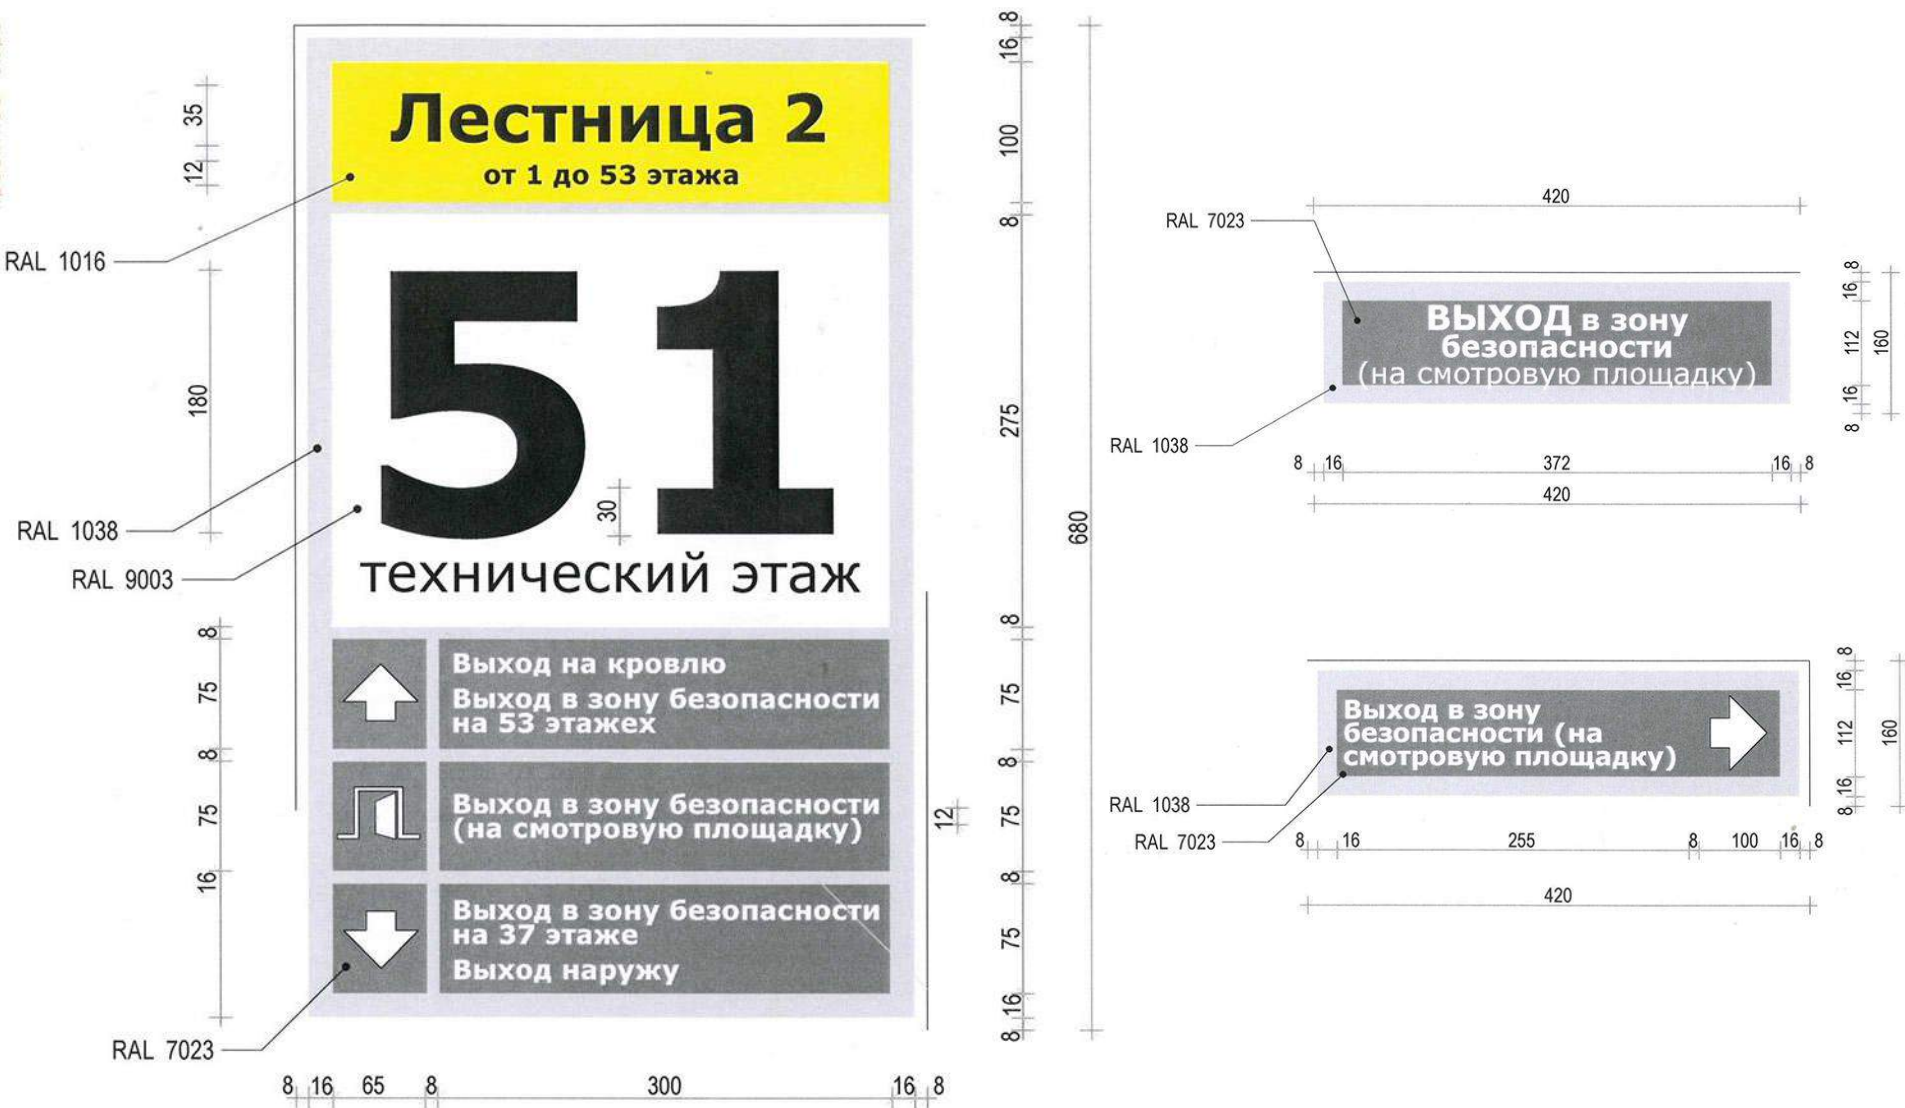 Лестница 2
от 1 до 53 этажа
51
технический этаж
Выход на кровлю
Выход в зону безопасности
на 53 этажех
Выход в зону безопасности
(на смотровую площадку)
Выход в зону безопасности
на 37 этаже
Выход наружу
RAL 1016
RAL 1038
RAL 9003
RAL 7023
35
12
180
30
8
75
8
75
16
8
16
100
8
275
8
75
8
75
8
75
16
8
680
12
8 16 65 8 300 16 8
420
RAL 7023
ВЫХОД в зону
безопасности
(на смотровую площадку)
RAL 1038
8
16
112
16
8
160
8 16 372 16 8
420
Выход в зону
безопасности (на
смотровую площадку)
RAL 1038
RAL 7023
8
16
112
16
8
160
8 16 255 8 100 16 8
420